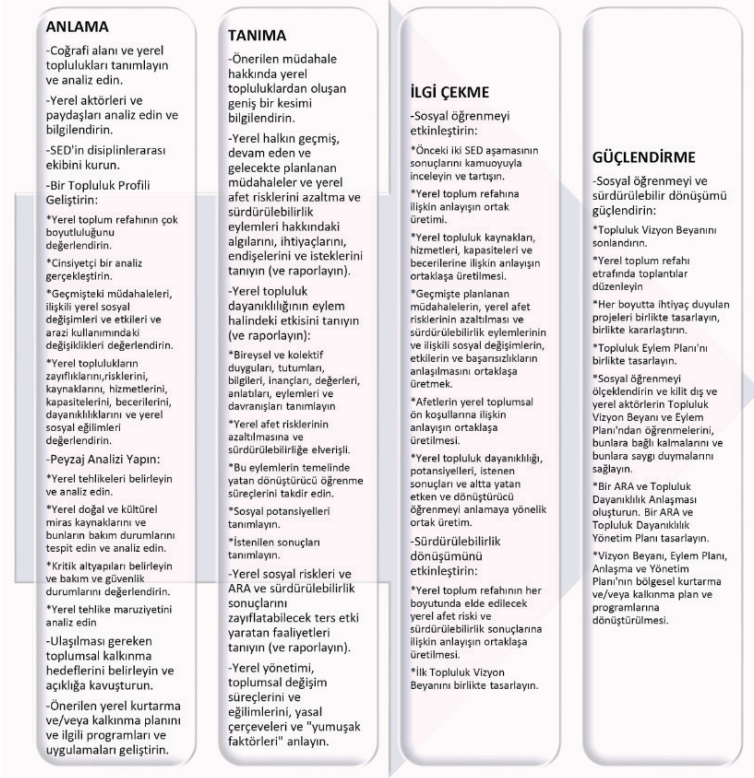 ANLAMA
-Coğrafi alanı ve yerel
toplulukları tanımlayın
ve analiz edin.
-Yerel aktörleri ve
paydaşları analiz edin ve
bilgilendirin.
-SED'in disiplinlerarası
ekibini kurun.
-Bir Topluluk Profili
Geliştirin:
*Yerel toplum refahının çok
boyutluluğunu
değerlendirin.
*Cinsiyetçi bir analiz
gerçekleştirin.
*Geçmişteki müdahaleleri,
ilişkili yerel sosyal
değişimleri ve etkileri ve
arazi kullanımındaki
değişiklikleri değerlendirin.
*Yerel toplulukların
zayıflıklarını,risklerini,
kaynaklarını, hizmetlerini,
kapasitelerini, becerilerini,
dayanıklılıklarını ve yerel
sosyal eğilimleri
değerlendirin.
-Peyzaj Analizi Yapın:
*Yerel tehlikeleri belirleyin
ve analiz edin.
*Yerel doğal ve kültürel
miras kaynaklarını ve
bunların bakım durumlarını
tespit edin ve analiz edin.
*Kritik altyapıları belirleyin
ve bakım ve güvenlik
durumlarını değerlendirin.
*Yerel tehlike maruziyetini
analiz edin
-Ulaşılması gereken
toplumsal kalkınma
hedeflerini belirleyin ve
açıklığa kavuşturun.
-Önerilen yerel kurtarma
ve/veya kalkınma planını
ve ilgili programları ve
uygulamaları geliştirin.
TANIMA
-Önerilen müdahale
hakkında yerel
topluluklardan oluşan
geniş bir kesimi
bilgilendirin.
-Yerel halkın geçmiş,
devam eden ve
gelecekte planlanan
müdahaleler ve yerel
afet risklerini azaltma ve
sürdürülebilirlik
eylemleri hakkındaki
algılarını, ihtiyaçlarını,
endişelerini ve isteklerini
tanıyın (ve raporlayın).
-Yerel topluluk
dayanıklılığının eylem
halindeki etkisini tanıyın
(ve raporlayın):
*Bireysel ve kolektif
duyguları, tutumları,
bilgileri, inançları, değerleri,
anlatıları, eylemleri ve
davranışları tanımlayın
*Yerel afet risklerinin
azaltılmasına ve
sürdürülebilirliğe elverişli.
*Bu eylemlerin temelinde
yatan dönüştürücü öğrenme
süreçlerini takdir edin.
*Sosyal potansiyelleri
tanımlayın.
*İstenilen sonuçları
tanımlayın.
-Yerel sosyal riskleri ve
ARA ve sürdürülebilirlik
sonuçlarını
zayıflatabilecek ters etki
yaratan faaliyetleri
tanıyın (ve raporlayın).
-Yerel yönetimi,
toplumsal değişim
süreçlerini ve
eğilimlerini, yasal
çerçeveleri ve "yumuşak
faktörleri" anlayın.
İLGİ ÇEKME
-Sosyal öğrenmeyi
etkinleştirin:
*Önceki iki SED aşamasının
sonuçlarını kamuoyuyla
inceleyin ve tartışın.
*Yerel toplum refahına
ilişkin anlayışın ortak
üretimi.
*Yerel topluluk kaynakları,
hizmetleri, kapasiteleri ve
becerilerine ilişkin anlayışın
ortaklaşa üretilmesi.
*Geçmişte planlanan
müdahalelerin, yerel afet
risklerinin azaltılması ve
sürdürülebilirlik eylemlerinin
ve ilişkili sosyal değişimlerin,
etkilerin ve başarısızlıkların
anlaşılmasını ortaklaşa
üretmek.
*Afetlerin yerel toplumsal
ön koşullarına ilişkin
anlayışın ortaklaşa
üretilmesi.
*Yerel topluluk dayanıklılığı,
potansiyelleri, istenen
sonuçları ve altta yatan
etken ve dönüştürücü
öğrenmeyi anlamaya yönelik
ortak üretim.
-Sürdürülebilirlik
dönüşümünü
etkinleştirin:
*Yerel toplum refahının her
boyutunda elde edilecek
yerel afet riski ve
sürdürülebilirlik sonuçlarına
ilişkin anlayışın ortaklaşa
üretilmesi.
*İlk Topluluk Vizyon
Beyanını birlikte tasarlayın.
GÜÇLENDİRME
-Sosyal öğrenmeyi ve
sürdürülebilir dönüşümü
güçlendirin:
*Topluluk Vizyon Beyanını
sonlandırın.
*Yerel toplum refahı
etrafında toplantılar
düzenleyin
*Her boyutta ihtiyaç duyulan
projeleri birlikte tasarlayın,
birlikte kararlaştırın.
*Topluluk Eylem Planı'nı
birlikte tasarlayın.
*Sosyal öğrenmeyi
ölçeklendirin ve kilit dış ve
yerel aktörlerin Topluluk
Vizyon Beyanı ve Eylem
Planı'ndan öğrenmelerini,
bunlara bağlı kalmalarını ve
bunlara saygı duymalarını
sağlayın.
*Bir ARA ve Topluluk
Dayanıklılık Anlaşması
oluşturun. Bir ARA ve
Topluluk Dayanıklılık
Yönetim Planı tasarlayın.
*Vizyon Beyanı, Eylem Planı,
Anlaşma ve Yönetim
Planı'nın bölgesel kurtarma
ve/veya kalkınma plan ve
programlarına
dönüştürülmesi.